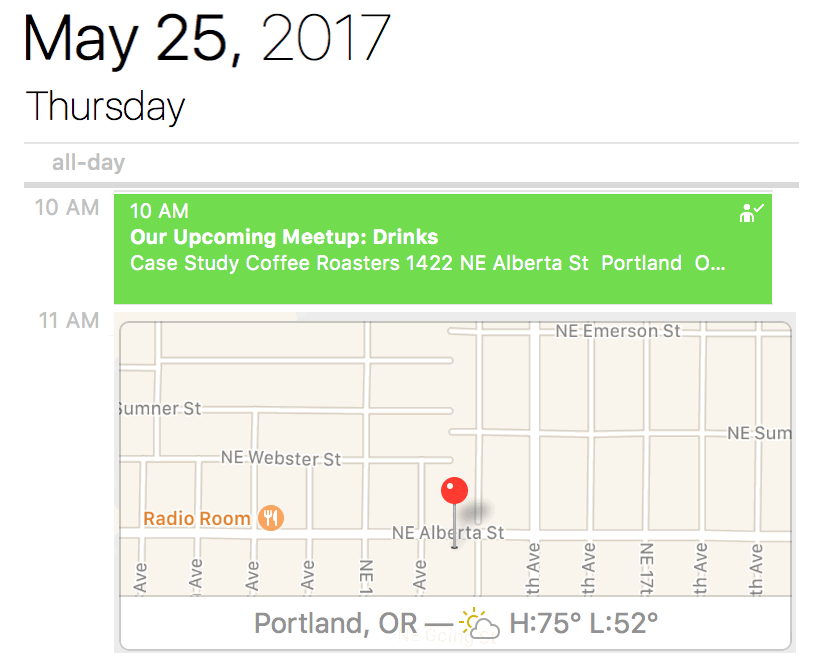 May 25, 2017
Thursday
all-day
10 AM
10 AM
Our Upcoming Meetup: Drinks
Case Study Coffee Roasters 1422 NE Alberta St Portland O...
11 AM
NE Emerson St
Sumner St
NE Sum
NE Webster St
Radio Room
NE Alberta St
Ave
Ave
Ave
Ave
NE 1
Ave
th Ave
th Ave
NE 17t
th Ave
th Ave
Portland, OR — H:75° L:52°
NE Going St